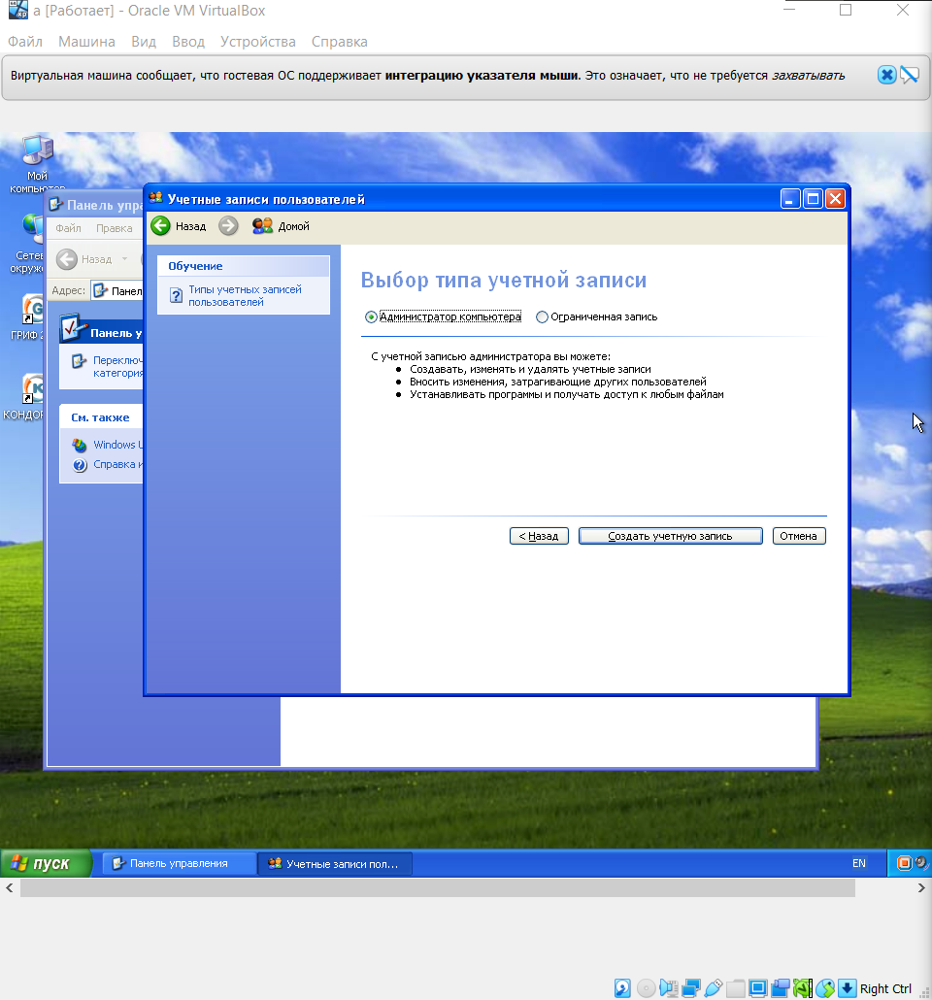 а [Работает] - Oracle VM VirtualBox
Файл Машина Вид Ввод Устройства Справка
Виртуальная машина сообщает, что гостевая ОС поддерживает интеграцию указателя мыши. Это означает, что не требуется захватывать
Мой
компьютер
Панель упра
Файл Правка
Назад
Адрес: Панел
Панель у
Переключ
категория
См. также
Windows U
Справка и
Сетев
окруж
ГРИФ 2
КОНДОР
Учетные записи пользователей
Назад Домой
Обучение
Типы учетных записей
пользователей
Выбор типа учетной записи
Администратор компьютера Ограниченная запись
С учетной записью администратора вы можете:
Создавать, изменять и удалять учетные записи
Вносить изменения, затрагивающие других пользователей
Устанавливать программы и получать доступ к любым файлам
< Назад Создать учетную запись Отмена
пуск Панель управления Учетные записи пол... EN
Right Ctrl